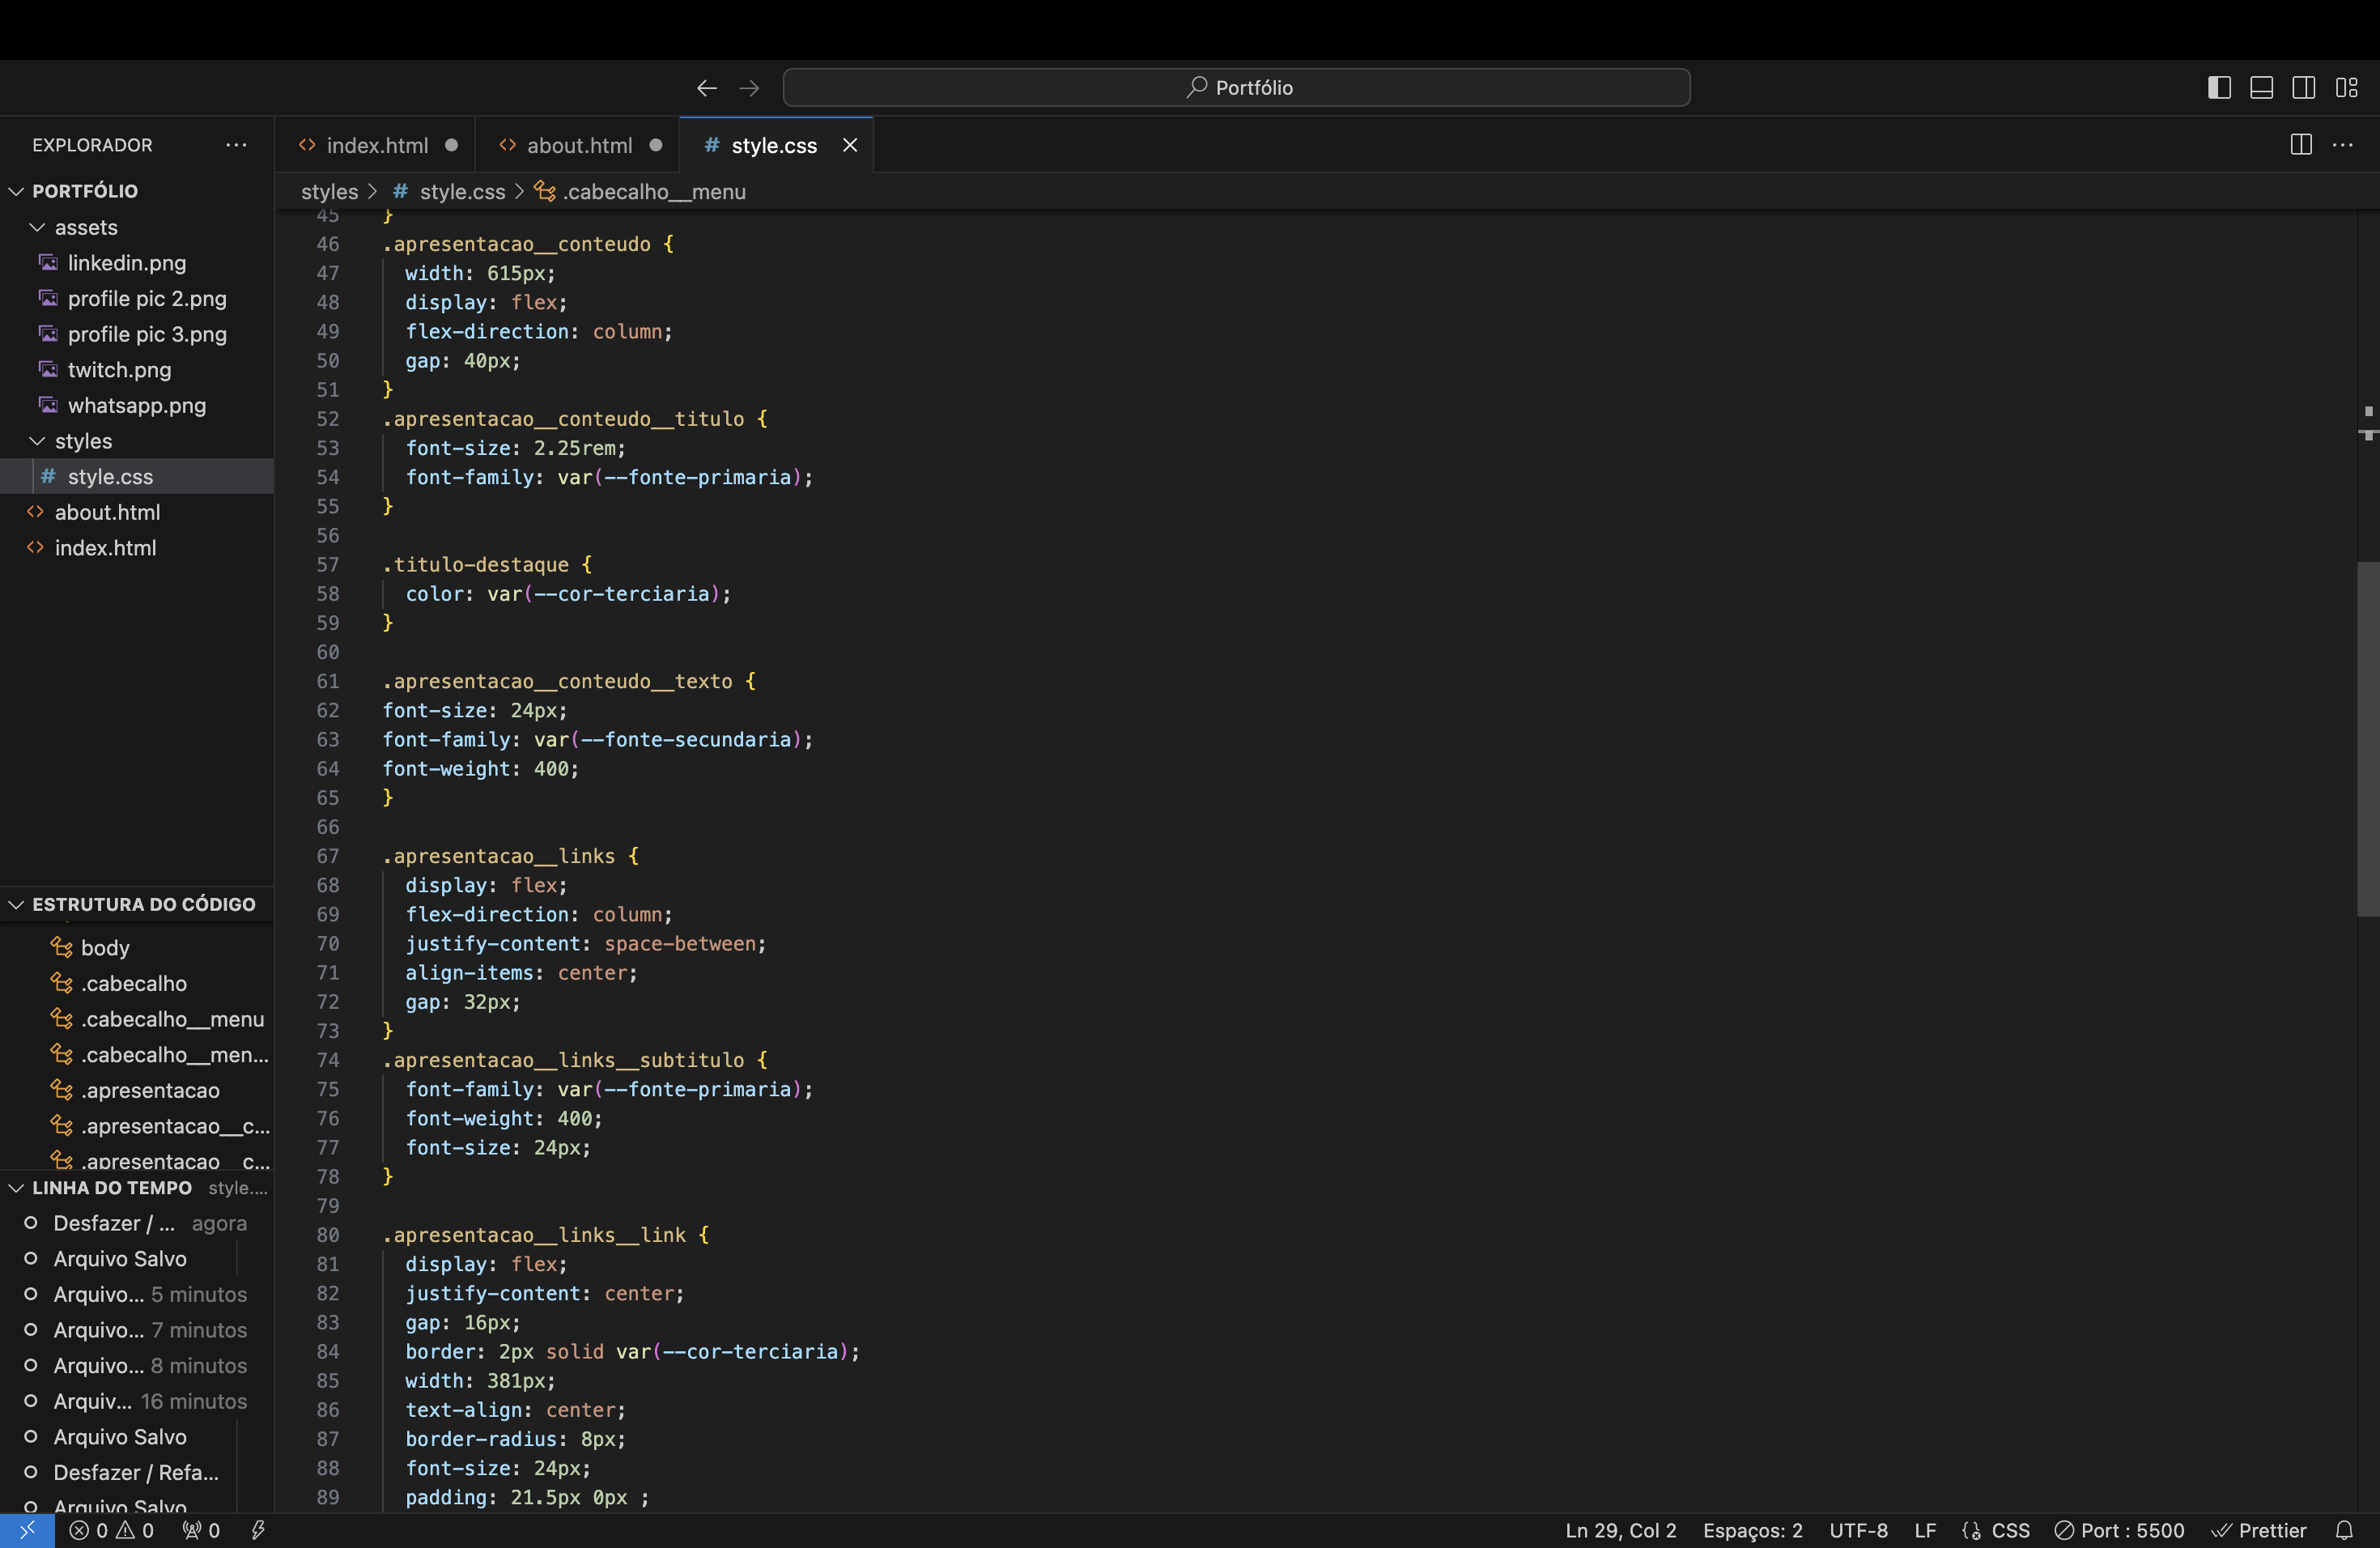 Portfólio
EXPLORADOR
index.html
about.html
style.css
styles > # style.css > .cabecalho__menu
PORTFÓLIO
assets
linkedin.png
profile pic 2.png
profile pic 3.png
twitch.png
whatsapp.png
styles
# style.css
about.html
index.html
ESTRUTURA DO CÓDIGO
body
.cabecalho
.cabecalho__menu
.cabecalho__men...
.apresentacao
.apresentacao__c...
.apresentacao__c...
LINHA DO TEMPO style....
Desfazer / ... agora
Arquivo Salvo
Arquivo... 5 minutos
Arquivo... 7 minutos
Arquivo... 8 minutos
Arquiv... 16 minutos
Arquivo Salvo
Desfazer / Refa...
Arquivo Salvo
45 }
46 .apresentacao__conteudo {
47 width: 615px;
48 display: flex;
49 flex-direction: column;
50 gap: 40px;
51 }
52 .apresentacao__conteudo__titulo {
53 font-size: 2.25rem;
54 font-family: var(--fonte-primaria);
55 }
56
57 .titulo-destaque {
58 color: var(--cor-terciaria);
59 }
60
61 .apresentacao__conteudo__texto {
62 font-size: 24px;
63 font-family: var(--fonte-secundaria);
64 font-weight: 400;
65 }
66
67 .apresentacao__links {
68 display: flex;
69 flex-direction: column;
70 justify-content: space-between;
71 align-items: center;
72 gap: 32px;
73 }
74 .apresentacao__links__subtitulo {
75 font-family: var(--fonte-primaria);
76 font-weight: 400;
77 font-size: 24px;
78 }
79
80 .apresentacao__links__link {
81 display: flex;
82 justify-content: center;
83 gap: 16px;
84 border: 2px solid var(--cor-terciaria);
85 width: 381px;
86 text-align: center;
87 border-radius: 8px;
88 font-size: 24px;
89 padding: 21.5px 0px ;
0 0 0 Ln 29, Col 2 Espaços: 2 UTF-8 LF CSS Port : 5500 Prettier